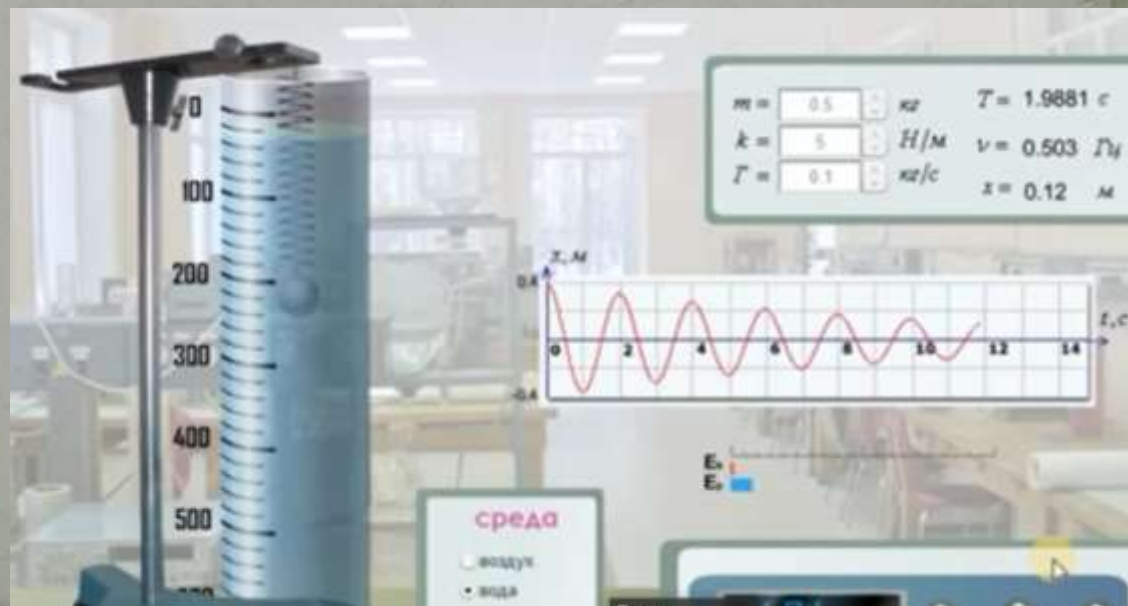 0
100
200
300
400
500
m = 0.5 кг T = 1.9881 с
k = 5 Н/м ν = 0.503 Гц
Г = 0.1 кг/с x = 0.12 м
x, м
0.4
0 2 4 6 8 10 12 14
t, с
-0.4
среда
воздух
вода